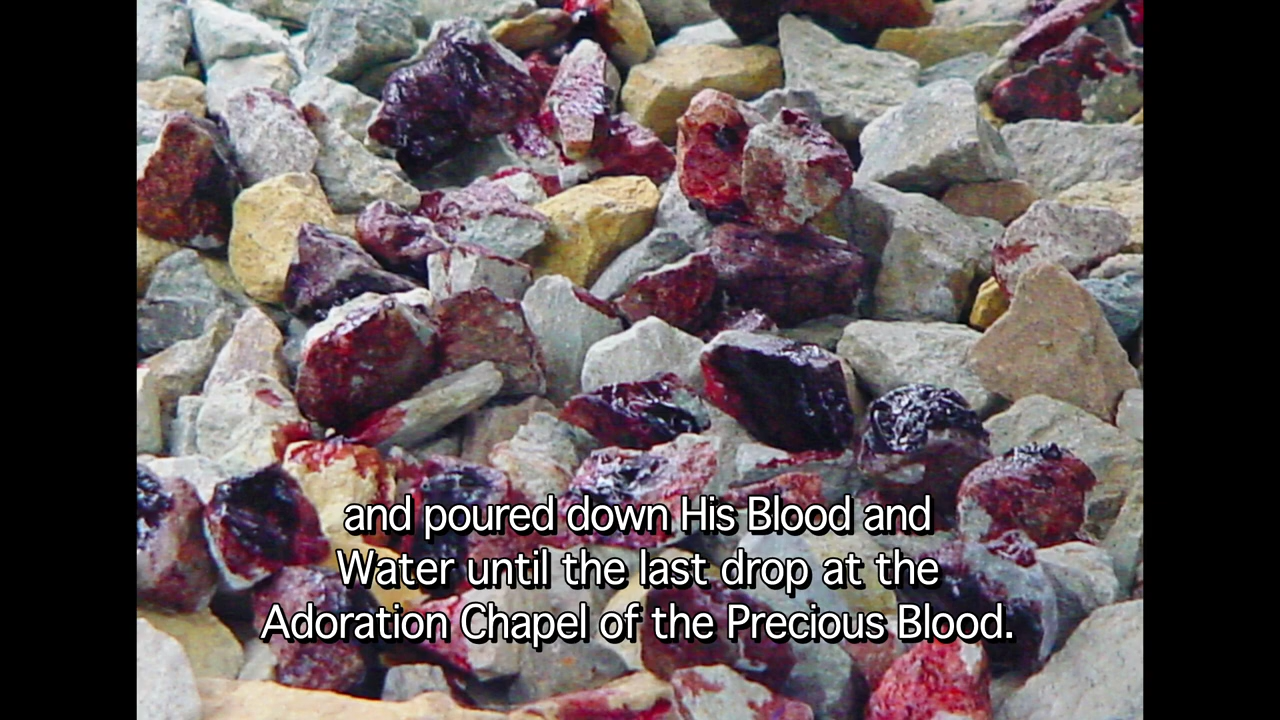 and poured down His Blood and
Water until the last drop at the
Adoration Chapel of the Precious Blood.